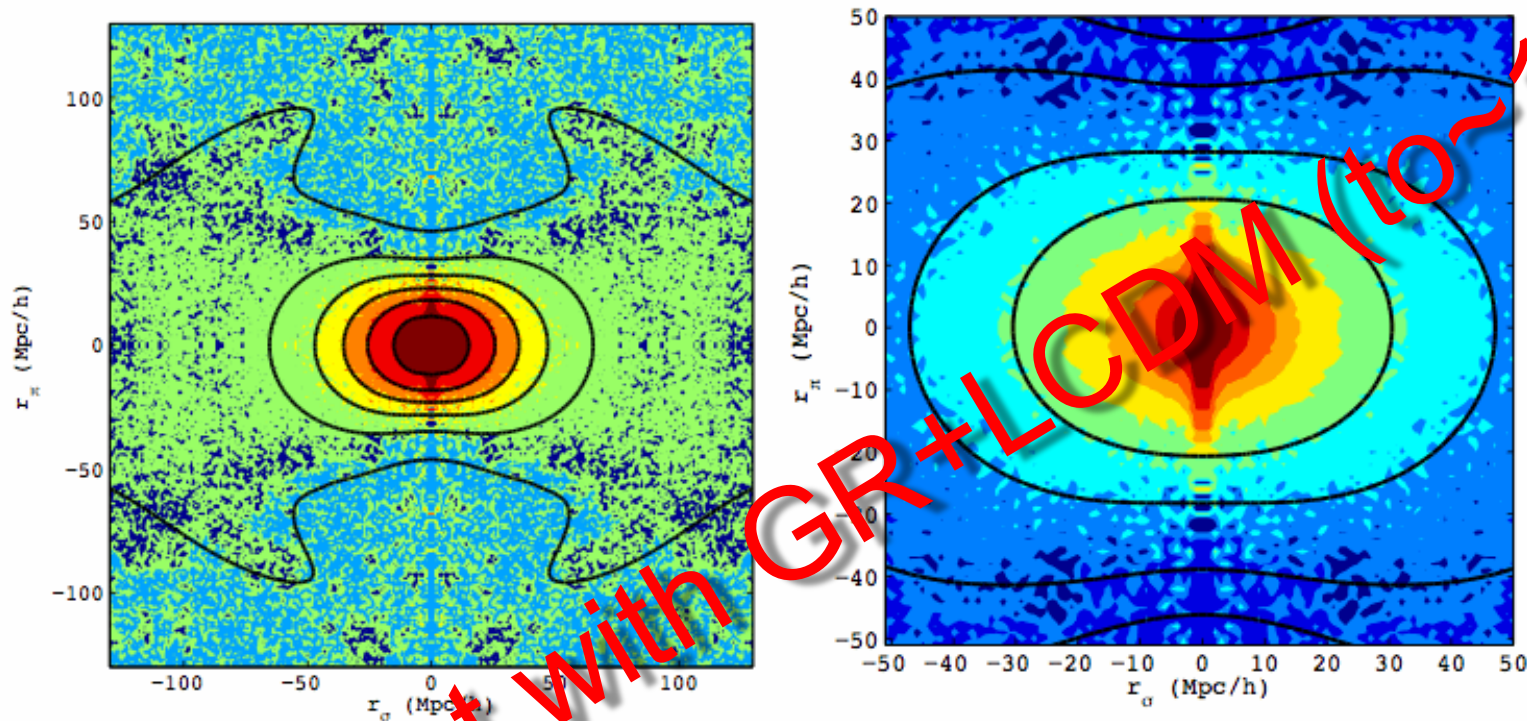 100
50
0
−50
−100
−100 −50 0 50 100
r_π (Mpc/h)
r_σ (Mpc/h)
50
40
30
20
10
0
−10
−20
−30
−40
−50
−50 −40 −30 −20 −10 0 10 20 30 40 50
r_π (Mpc/h)
r_σ (Mpc/h)
with GR+LCDM (to~